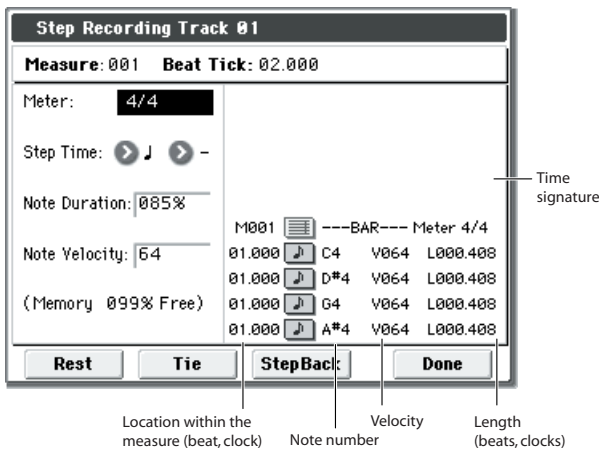 Step Recording Track 01
Measure:001 Beat Tick: 02.000
Meter: 4/4
Step Time: ♩ -
Note Duration: 085%
Note Velocity: 64
(Memory 099% Free)
M001 ---BAR--- Meter 4/4
01.000 C4 V064 L000.408
01.000 D#4 V064 L000.408
01.000 G4 V064 L000.408
01.000 A#4 V064 L000.408
Rest Tie StepBack Done
Time
signature
Location within the
measure (beat, clock)
Note number
Velocity
Length
(beats, clocks)